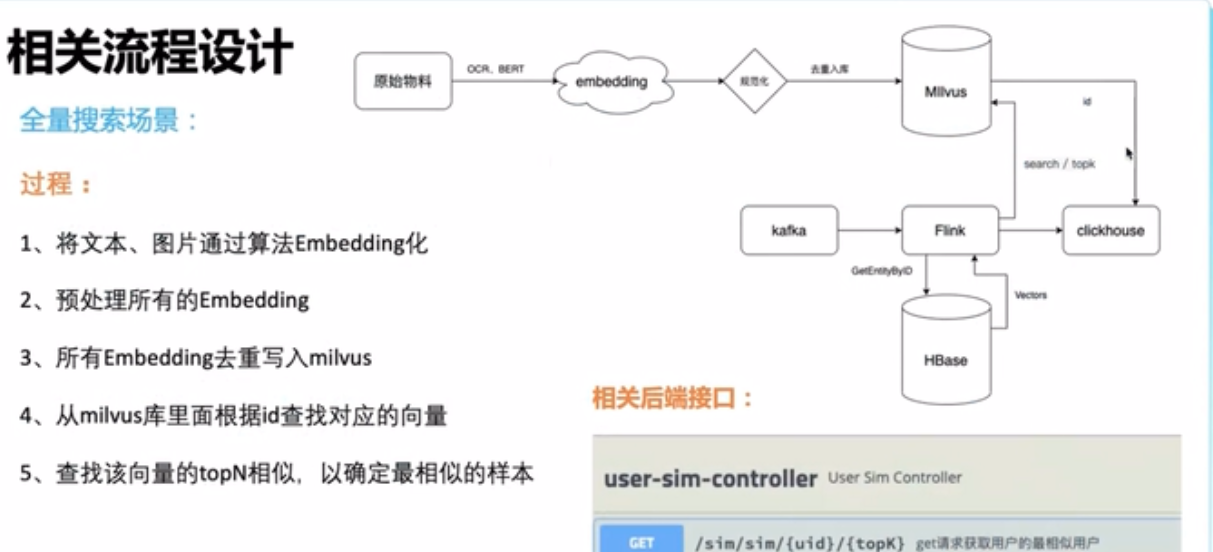 相关流程设计
全量搜索场景：
过程：
1、将文本、图片通过算法Embedding化
2、预处理所有的Embedding
3、所有Embedding去重写入milvus
4、从milvus库里面根据id查找对应的向量
5、查找该向量的topN相似，以确定最相似的样本
原始物料
OCR、BERT
embedding
规范化
去重入库
MIlvus
id
search / topk
kafka
Flink
clickhouse
GetEntityByID
Vectors
HBase
相关后端接口：
user-sim-controller User Sim Controller
GET /sim/sim/{uid}/{topK} get请求获取用户的最相似用户